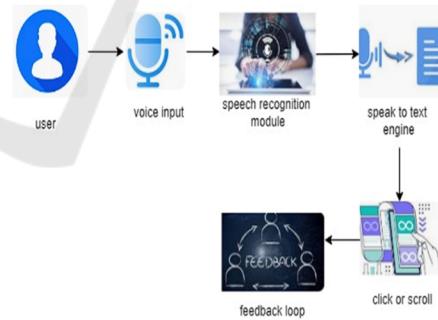 user
voice input
speech recognition
module
speak to text
engine
click or scroll
FEEDBACK
feedback loop